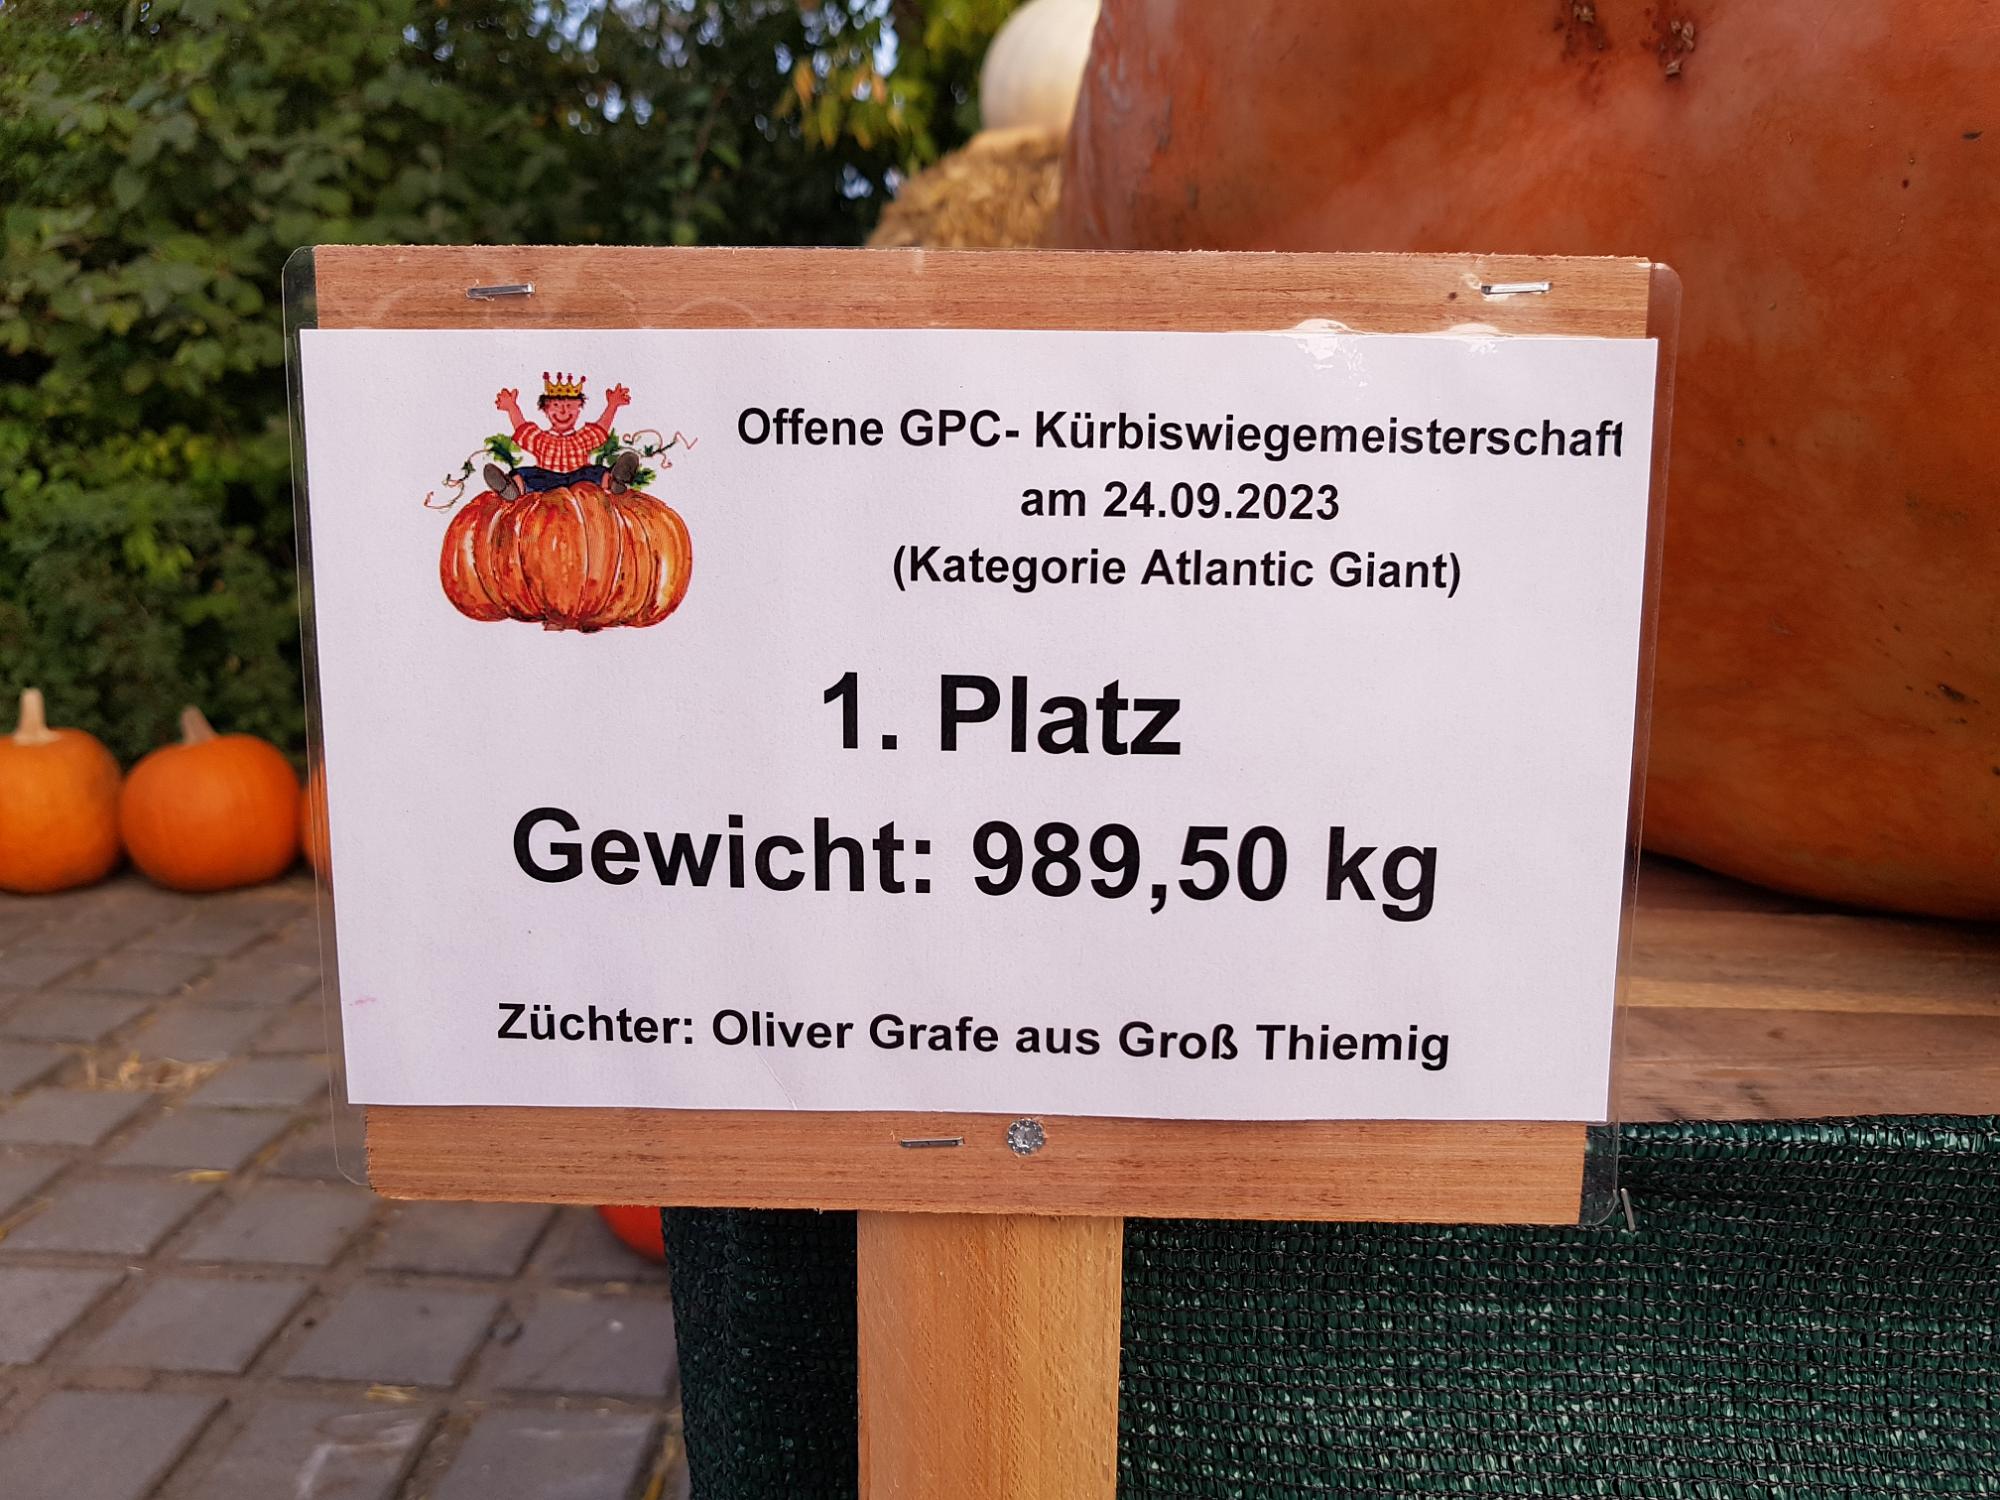 Offene GPC- Kürbiswiegemeisterschaft
am 24.09.2023
(Kategorie Atlantic Giant)
1. Platz
Gewicht: 989,50 kg
Züchter: Oliver Grafe aus Groß Thiemig